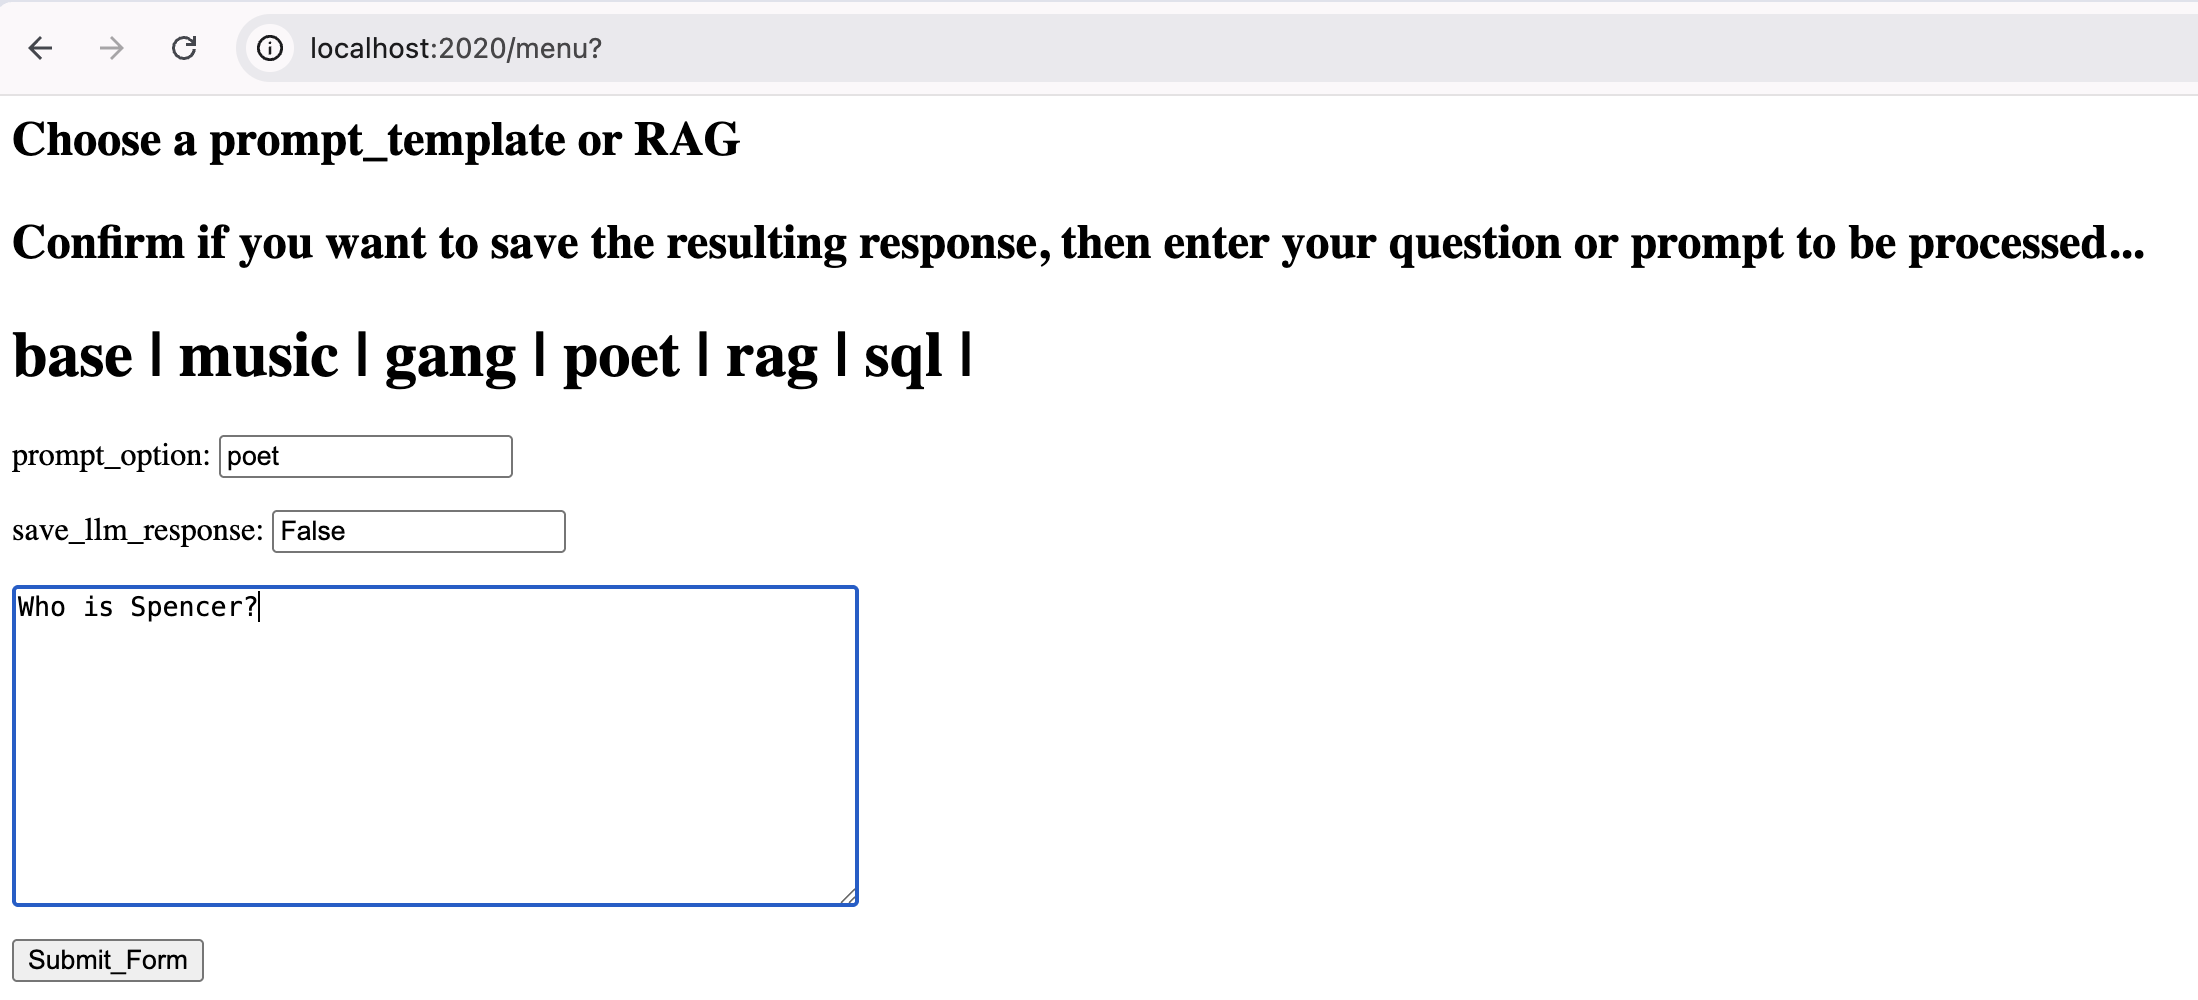 localhost:2020/menu?
Choose a prompt_template or RAG
Confirm if you want to save the resulting response, then enter your question or prompt to be processed...
base | music | gang | poet | rag | sql |
prompt_option: poet
save_llm_response: False
Who is Spencer?
Submit_Form